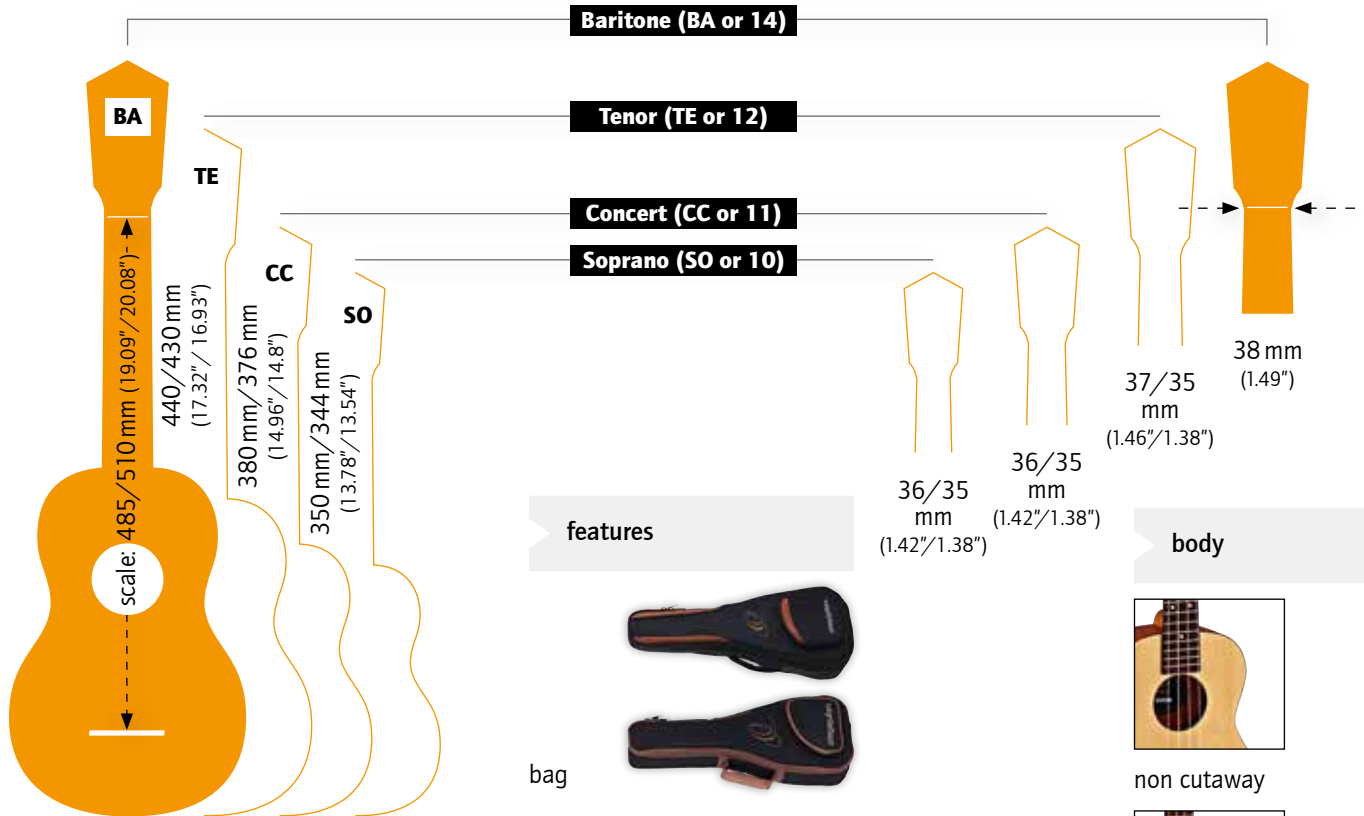 Baritone (BA or 14)
Tenor (TE or 12)
Concert (CC or 11)
Soprano (SO or 10)
BA
TE
CC
SO
scale: 485/510 mm (19.09"/20.08")
440/430 mm
(17.32"/ 16.93")
380 mm/376 mm
(14.96"/14.8")
350 mm/344 mm
(13.78"/13.54")
36/35
mm
(1.42"/1.38")
36/35
mm
(1.42"/1.38")
37/35
mm
(1.46"/1.38")
38 mm
(1.49")
features
bag
body
non cutaway